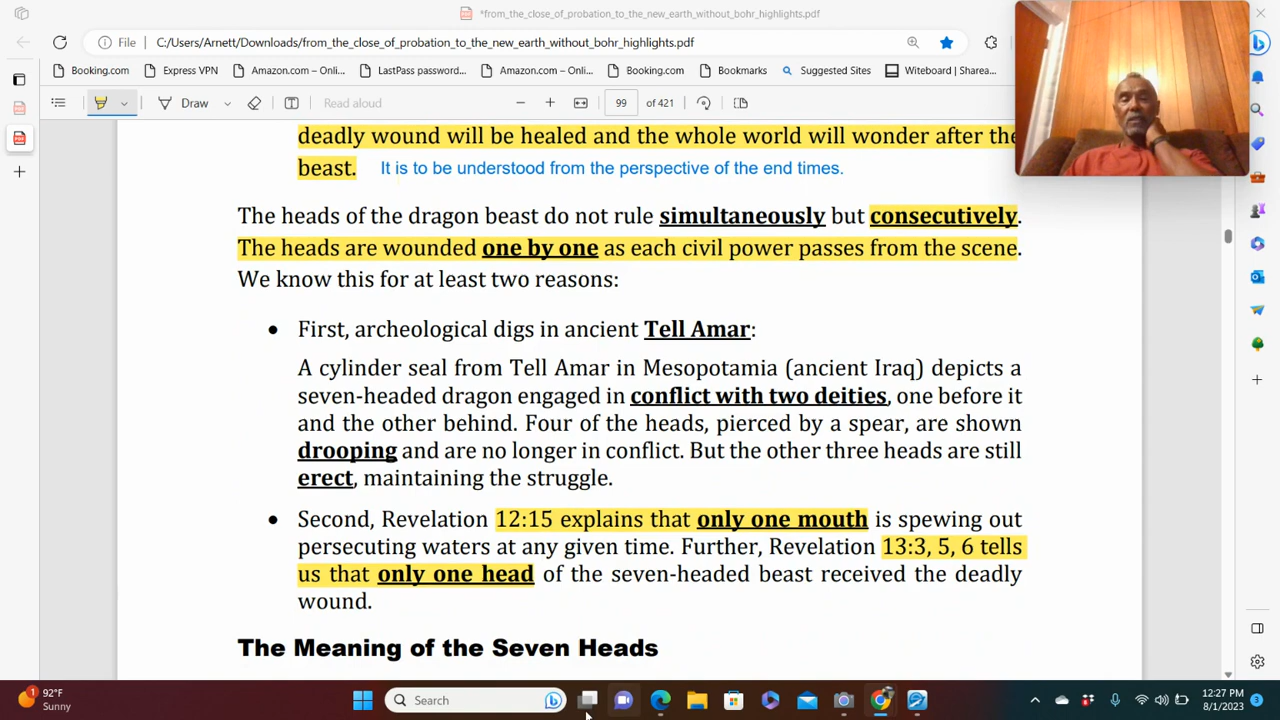 *from_the_close_of_probation_to_the_new_earth_without_bohr_highlights.pdf
File C:/Users/Arnett/Downloads/from_the_close_of_probation_to_the_new_earth_without_bohr_highlights.pdf
Booking.com Express VPN Amazon.com – Onli... LastPass password... Amazon.com – Onli... Booking.com Bookmarks Suggested Sites Witeboard | Sharea...
Draw Read aloud 99 of 421
deadly wound will be healed and the whole world will wonder after the
beast. It is to be understood from the perspective of the end times.
The heads of the dragon beast do not rule simultaneously but consecutively.
The heads are wounded one by one as each civil power passes from the scene.
We know this for at least two reasons:
• First, archeological digs in ancient Tell Amar:
A cylinder seal from Tell Amar in Mesopotamia (ancient Iraq) depicts a
seven-headed dragon engaged in conflict with two deities, one before it
and the other behind. Four of the heads, pierced by a spear, are shown
drooping and are no longer in conflict. But the other three heads are still
erect, maintaining the struggle.
• Second, Revelation 12:15 explains that only one mouth is spewing out
persecuting waters at any given time. Further, Revelation 13:3, 5, 6 tells
us that only one head of the seven-headed beast received the deadly
wound.
The Meaning of the Seven Heads
92°F
Sunny
Search
12:27 PM
8/1/2023